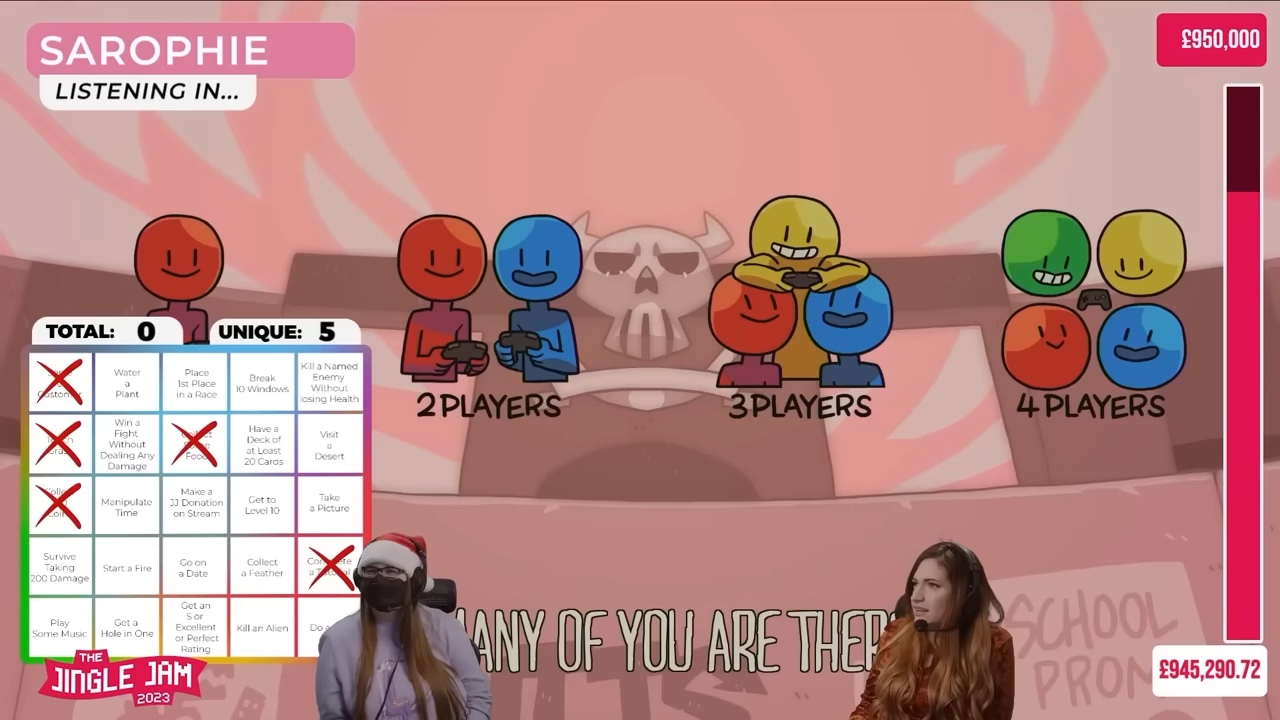 SAROPHIE
LISTENING IN...
£950,000
TOTAL: 0
UNIQUE: 5
2 PLAYERS
3 PLAYERS
4 PLAYERS
Water
a
Plant
Place
1st Place
in a Race
Break
10 Windows
Kill a Named
Enemy
Without
losing Health
Win a
Fight
Without
Dealing Any
Damage
Have a
Deck of
at Least
20 Cards
Visit
a
Desert
Manipulate
Time
Make a
JJ Donation
on Stream
Get to
Level 10
Take
a Picture
Survive
Taking
200 Damage
Start a Fire
Go on
a Date
Collect
a Feather
Play
Some Music
Get a
Hole in One
Get an
S or
Excellent
or Perfect
Rating
Kill an Alien
Do a
OF YOU ARE
SCHOOL
PROM
THE
JINGLE JAM
2023
£945,290.72